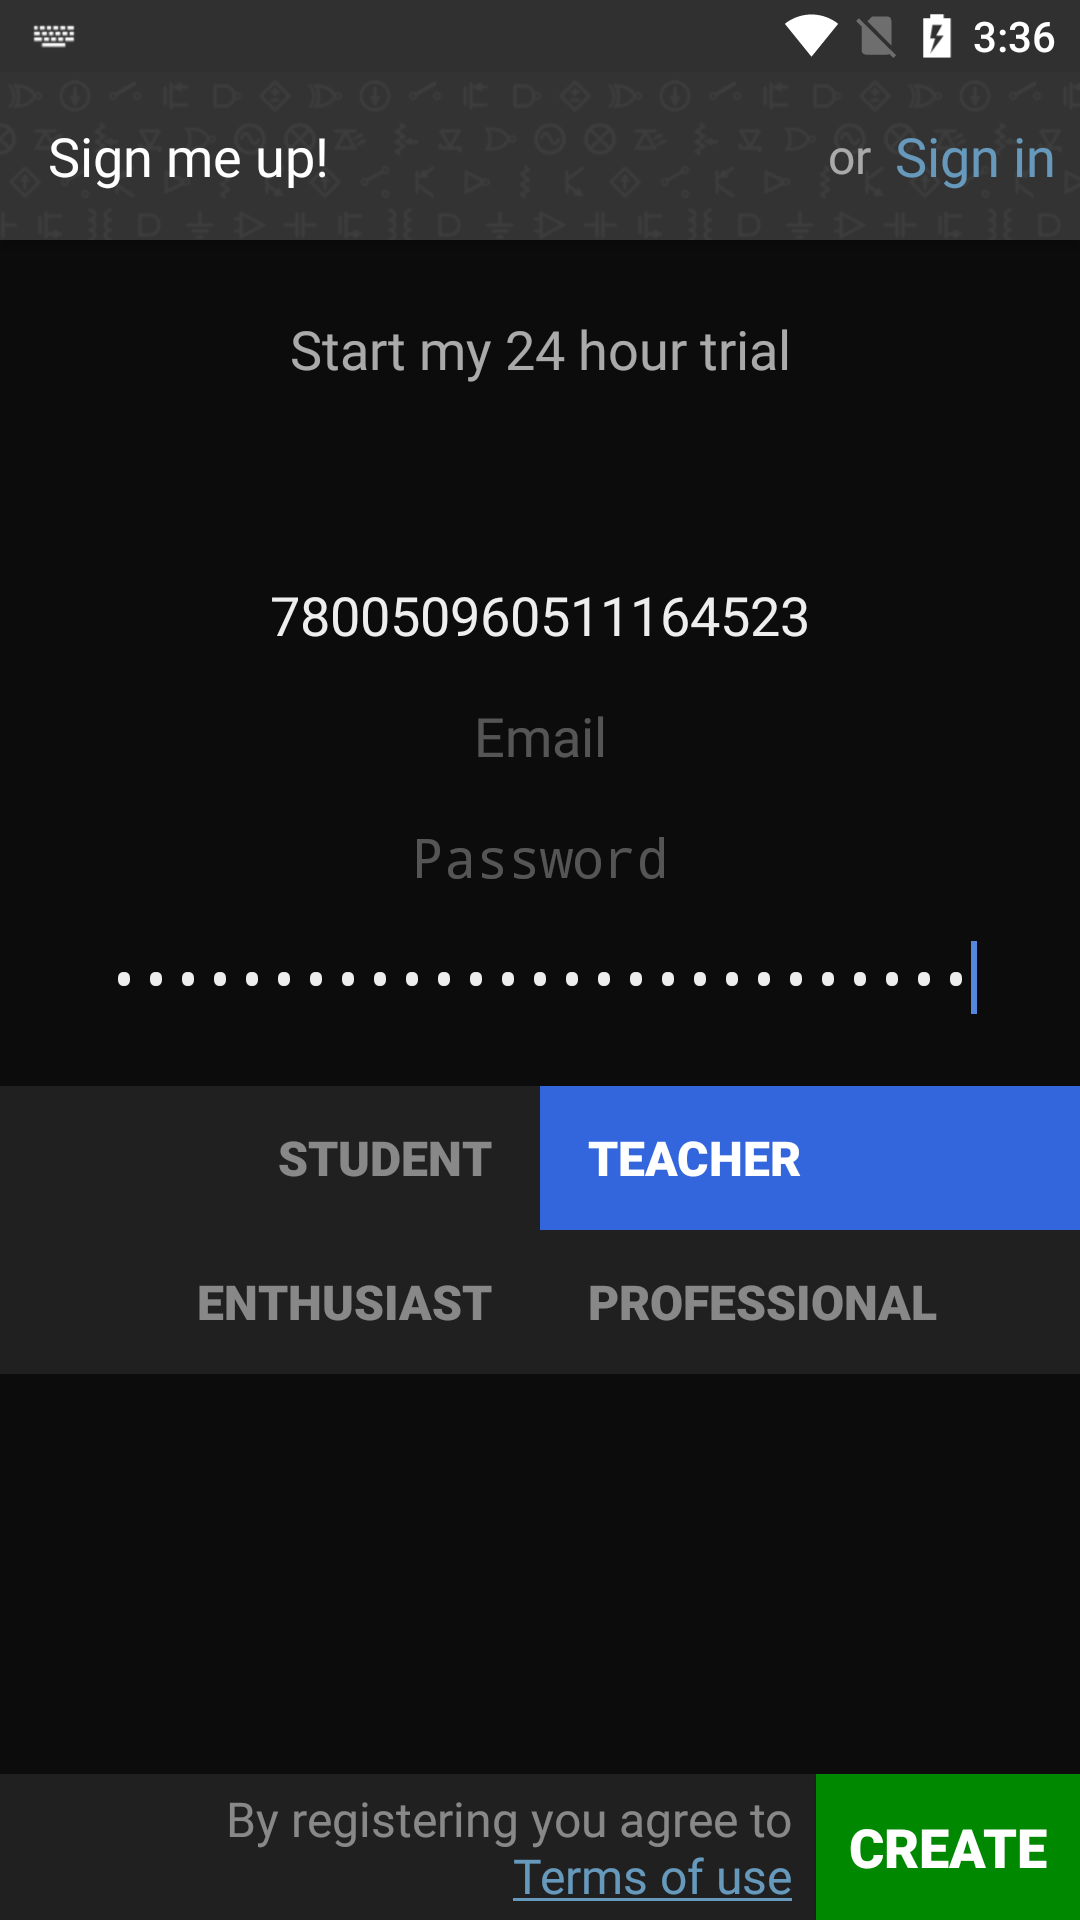 3:36
Sign me up! or Sign in
Start my 24 hour trial
780050960511164523
Email
Password
•••••••••••••••••••••••••••
STUDENT TEACHER
ENTHUSIAST PROFESSIONAL
By registering you agree to
Terms of use
CREATE